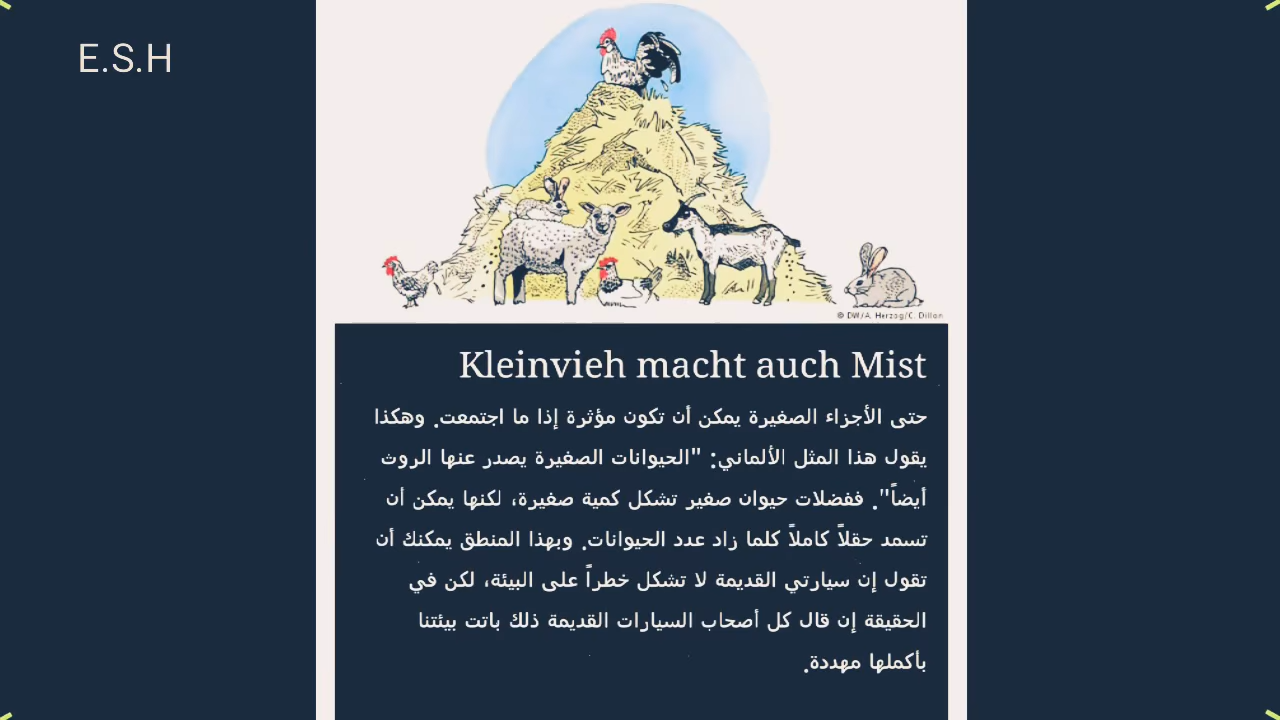 E.S.H
© DW/A. Herzog/C. Dillon
Kleinvieh macht auch Mist
حتى الأجزاء الصغيرة يمكن أن تكون مؤثرة إذا ما اجتمعت. وهكذا
يقول هذا المثل الألماني: "الحيوانات الصغيرة يصدر عنها الروث
أيضاً". ففضلات حيوان صغير تشكل كمية صغيرة، لكنها يمكن أن
تسمد حقلاً كاملاً كلما زاد عدد الحيوانات. وبهذا المنطق يمكنك أن
تقول إن سيارتي القديمة لا تشكل خطراً على البيئة، لكن في
الحقيقة إن قال كل أصحاب السيارات القديمة ذلك باتت بيئتنا
بأكملها مهددة.